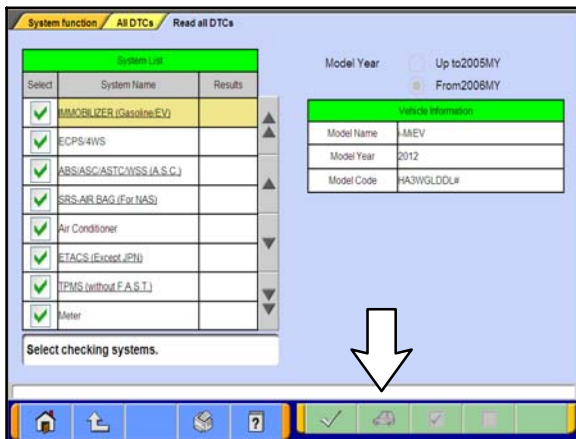 System function
All DTCs
Read all DTCs
System List
Select System Name Results
IMMOBILIZER (Gasoline/EV)
ECPS/4WS
ABS/ASC/ASTC/WSS (A.S.C.)
SRS-AIR BAG (For NAS)
Air Conditioner
ETACS (Except JPN)
TPMS (without F.A.S.T.)
Meter
Select checking systems.
Model Year Up to2005MY
From2006MY
Vehicle Information
Model Name i-MiEV
Model Year 2012
Model Code HA3WGLDDL#
?